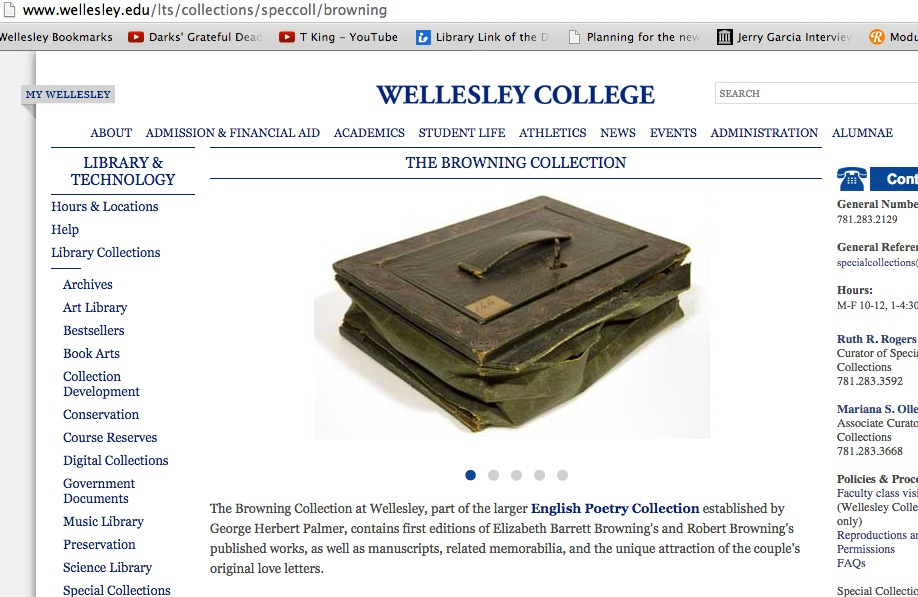 www.wellesley.edu/lts/collections/speccoll/browning
Wellesley Bookmarks
Darks' Grateful Dead
T King - YouTube
Library Link of the D
Planning for the new
Jerry Garcia Interview
Modu
MY WELLESLEY
WELLESLEY COLLEGE
SEARCH
ABOUT ADMISSION & FINANCIAL AID ACADEMICS STUDENT LIFE ATHLETICS NEWS EVENTS ADMINISTRATION ALUMNAE
LIBRARY &
TECHNOLOGY
Hours & Locations
Help
Library Collections
Archives
Art Library
Bestsellers
Book Arts
Collection
Development
Conservation
Course Reserves
Digital Collections
Government
Documents
Music Library
Preservation
Science Library
Special Collections
THE BROWNING COLLECTION
The Browning Collection at Wellesley, part of the larger English Poetry Collection established by
George Herbert Palmer, contains first editions of Elizabeth Barrett Browning's and Robert Browning's
published works, as well as manuscripts, related memorabilia, and the unique attraction of the couple's
original love letters.
Cont
General Numbe
781.283.2129
General Refere
specialcollections@
Hours:
M-F 10-12, 1-4:30
Ruth R. Rogers
Curator of Specia
Collections
781.283.3592
Mariana S. Olle
Associate Curato
Collections
781.283.3668
Policies & Proce
Faculty class visi
(Wellesley Colle
only)
Reproductions an
Permissions
FAQs
Special Collectio